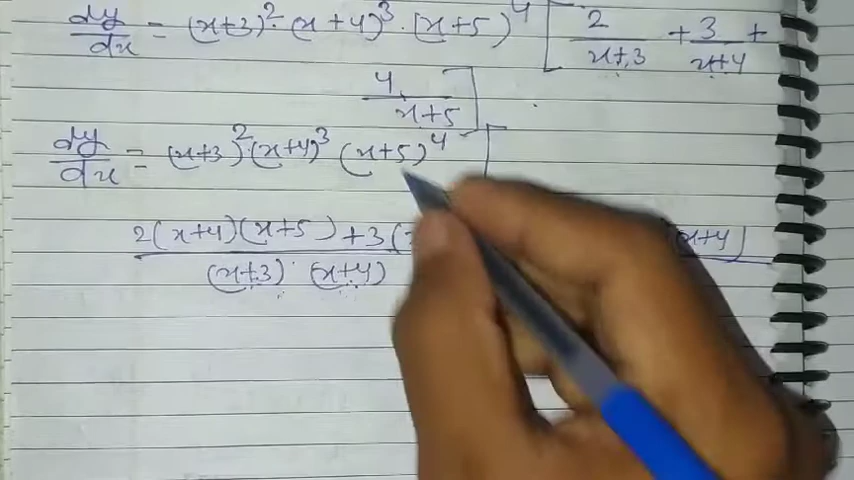 dy/dx = (x+3)². (x+4)³. (x+5)⁴ [ 2/(x+3) + 3/(x+4) +
4/(x+5) ]
dy/dx = (x+3)².(x+4)³ (x+5)⁴ [
2(x+4)(x+5) + 3( (x+4) ]
(x+3) . (x+4)